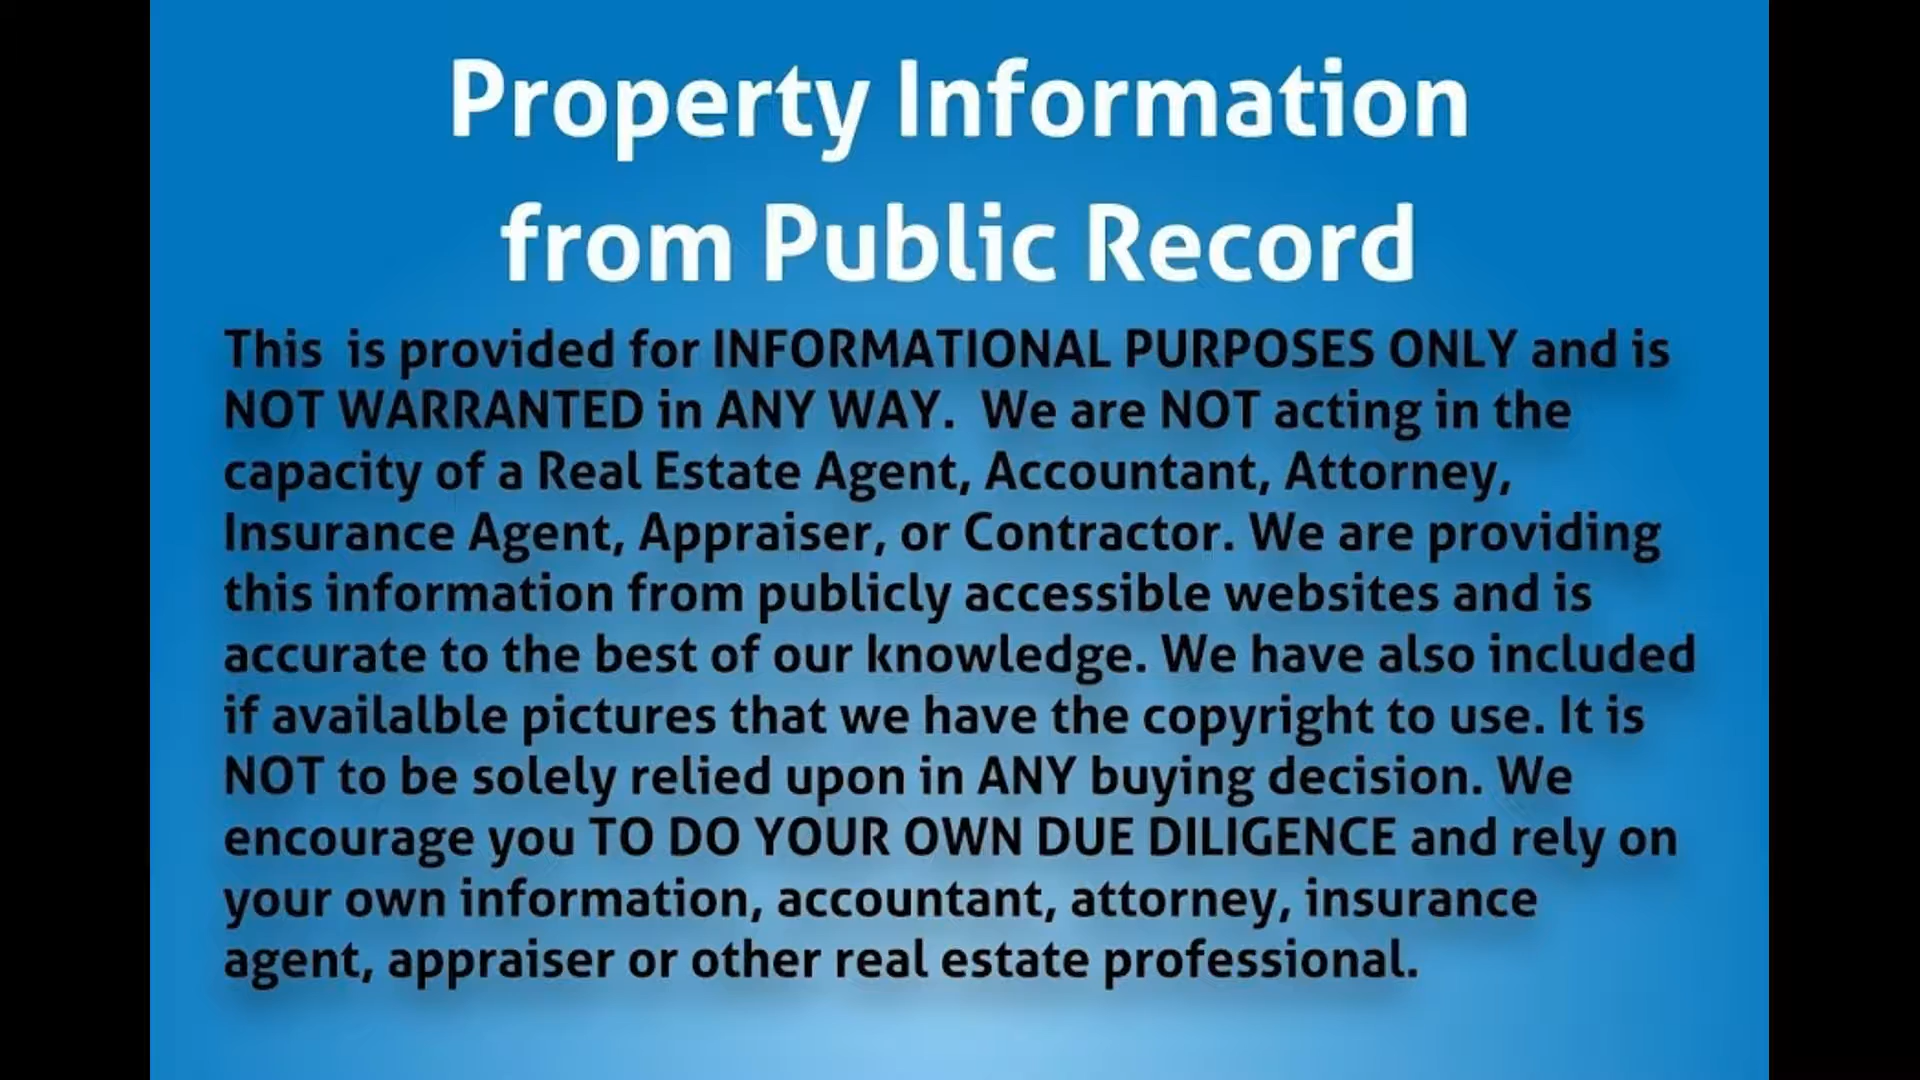 Property Information
from Public Record
This  is provided for INFORMATIONAL PURPOSES ONLY and is
NOT WARRANTED in ANY WAY.  We are NOT acting in the
capacity of a Real Estate Agent, Accountant, Attorney,
Insurance Agent, Appraiser, or Contractor. We are providing
this information from publicly accessible websites and is
accurate to the best of our knowledge. We have also included
if availalble pictures that we have the copyright to use. It is
NOT to be solely relied upon in ANY buying decision. We
encourage you TO DO YOUR OWN DUE DILIGENCE and rely on
your own information, accountant, attorney, insurance
agent, appraiser or other real estate professional.